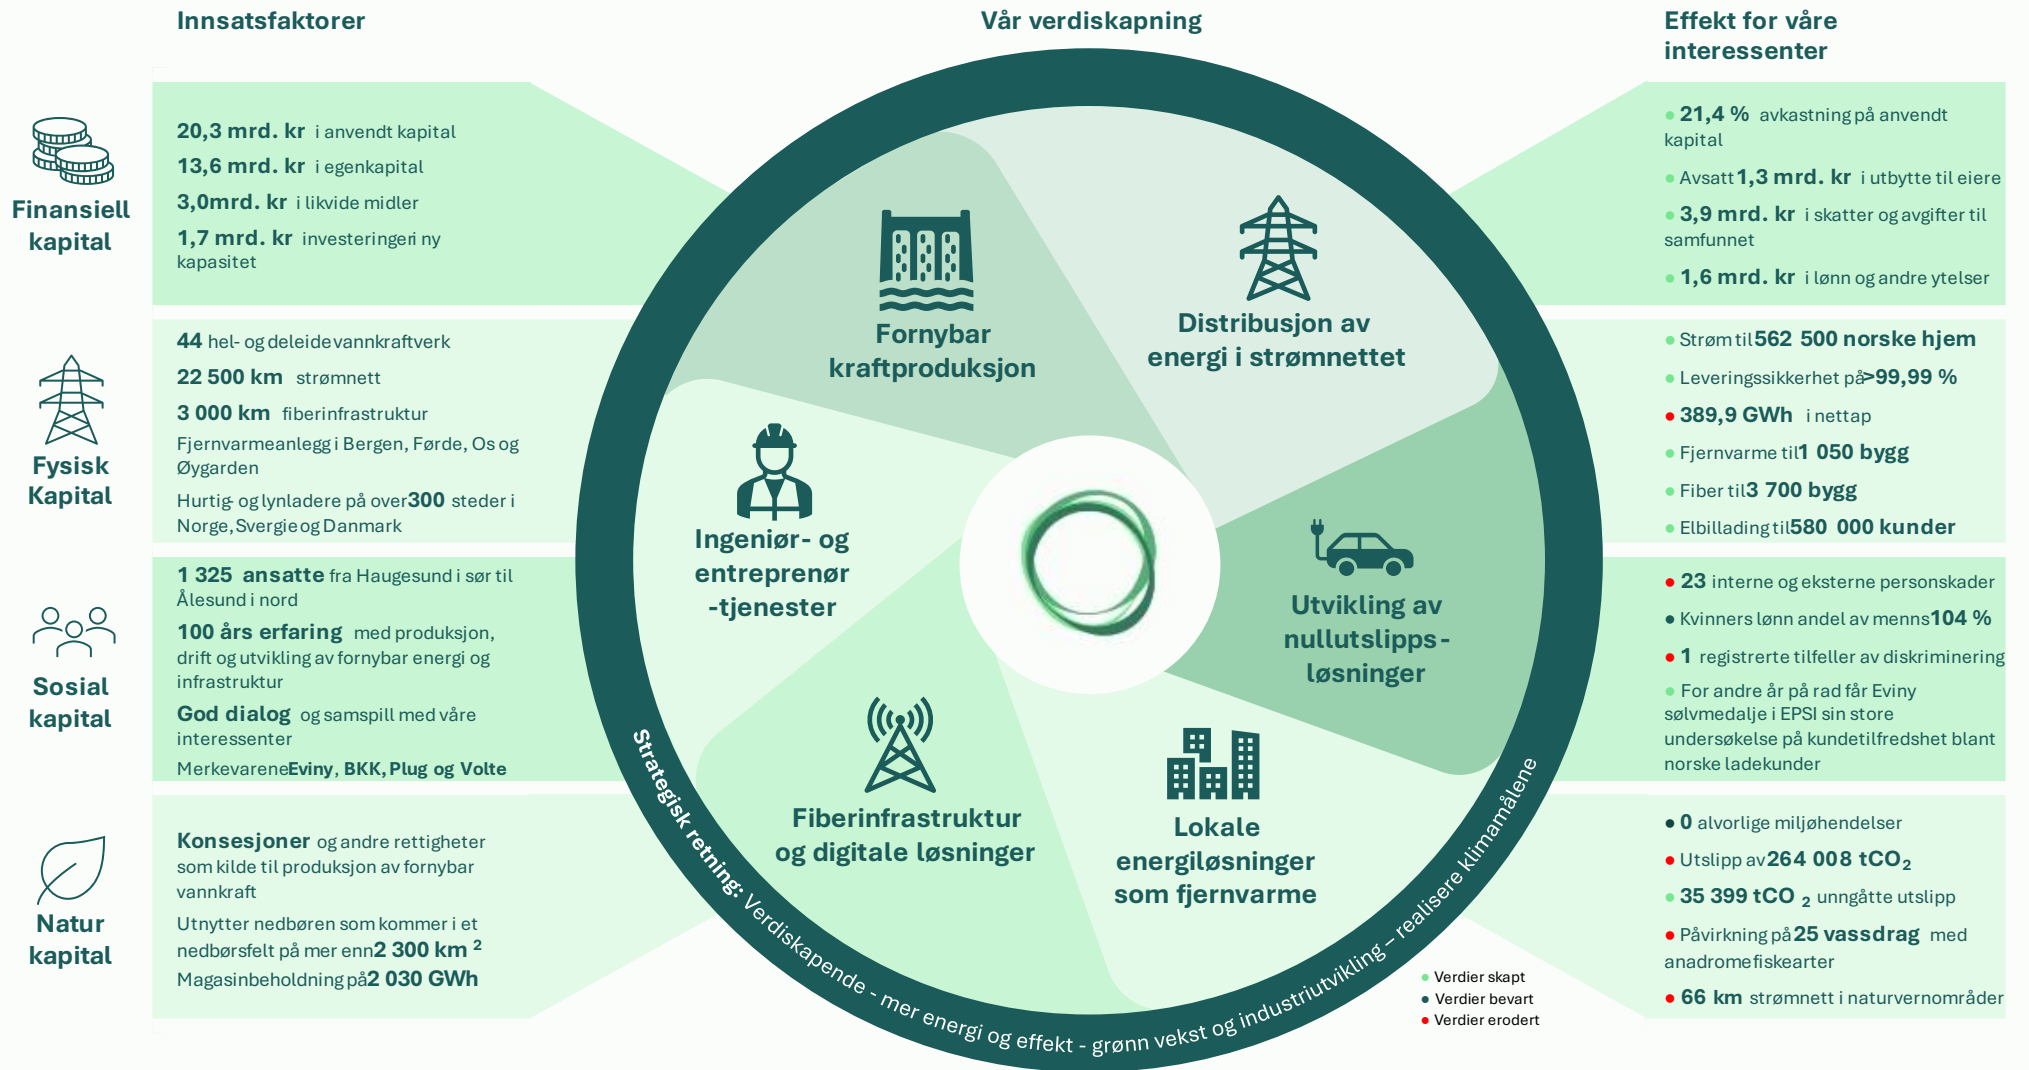 Innsatsfaktorer
Vår verdiskapning
Effekt for våre
interessenter
Finansiell
kapital
20,3 mrd. kr i anvendt kapital
13,6 mrd. kr i egenkapital
3,0mrd. kr i likvide midler
1,7 mrd. kr investeringeri ny
kapasitet
Fysisk
Kapital
44 hel- og deleide vannkraftverk
22 500 km strømnett
3 000 km fiberinfrastruktur
Fjernvarmeanlegg i Bergen, Førde, Os og
Øygarden
Hurtig- og lynladere på over 300 steder i
Norge, Svergie og Danmark
Sosial
kapital
1 325 ansatte fra Haugesund i sør til
Ålesund i nord
100 års erfaring med produksjon,
drift og utvikling av fornybar energi og
infrastruktur
God dialog og samspill med våre
interessenter
Merkevarene Eviny, BKK, Plug og Volte
Natur
kapital
Konsesjoner og andre rettigheter
som kilde til produksjon av fornybar
vannkraft
Utnytter nedbøren som kommer i et
nedbørsfelt på mer enn 2 300 km 2
Magasinbeholdning på 2 030 GWh
Fornybar
kraftproduksjon
Distribusjon av
energi i strømnettet
Ingeniør- og
entreprenør
-tjenester
Utvikling av
nullutslipps-
løsninger
Fiberinfrastruktur
og digitale løsninger
Lokale
energiløsninger
som fjernvarme
Strategisk retning: Verdiskapende - mer energi og effekt - grønn vekst og industriutvikling – realisere klimamålene
• 21,4 % avkastning på anvendt
kapital
• Avsatt 1,3 mrd. kr i utbytte til eiere
• 3,9 mrd. kr i skatter og avgifter til
samfunnet
• 1,6 mrd. kr i lønn og andre ytelser
• Strøm til 562 500 norske hjem
• Leveringssikkerhet på >99,99 %
• 389,9 GWh i nettap
• Fjernvarme til 1 050 bygg
• Fiber til 3 700 bygg
• Elbillading til 580 000 kunder
• 23 interne og eksterne personskader
• Kvinners lønn andel av menns 104 %
• 1 registrerte tilfeller av diskriminering
• For andre år på rad får Eviny
sølvmedalje i EPSI sin store
undersøkelse på kundetilfredshet blant
norske ladekunder
• 0 alvorlige miljøhendelser
• Utslipp av 264 008 tCO2
• 35 399 tCO 2 unngåtte utslipp
• Påvirkning på 25 vassdrag med
anadrome fiskearter
• 66 km strømnett i naturvernområder
• Verdier skapt
• Verdier bevart
• Verdier erodert